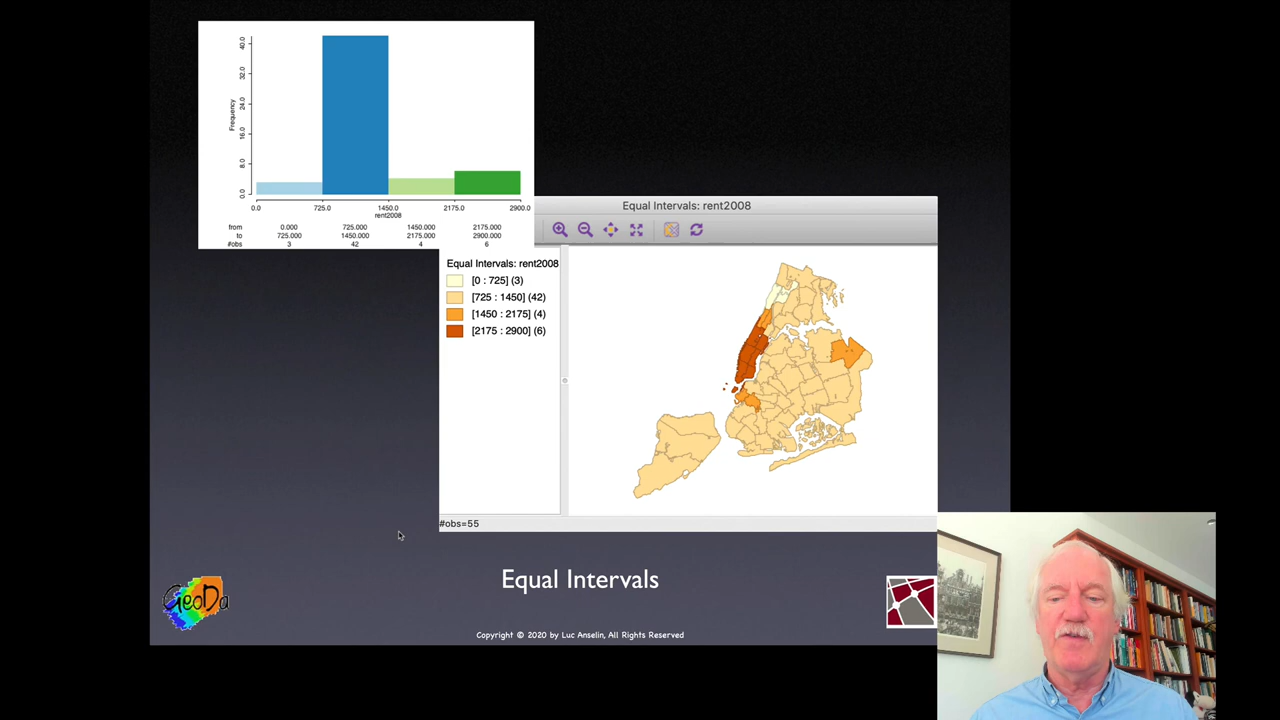 40.0
32.0
24.0
16.0
8.0
0.0
Frequency
0.0 725.0 1450.0 2175.0 2900.0
rent2008
from 0.000 725.000 1450.000 2175.000
to 725.000 1450.000 2175.000 2900.000
#obs 3 42 4 6
Equal Intervals: rent2008
Equal Intervals: rent2008
[0 : 725] (3)
[725 : 1450] (42)
[1450 : 2175] (4)
[2175 : 2900] (6)
#obs=55
Equal Intervals
GeoDa
Copyright © 2020 by Luc Anselin, All Rights Reserved